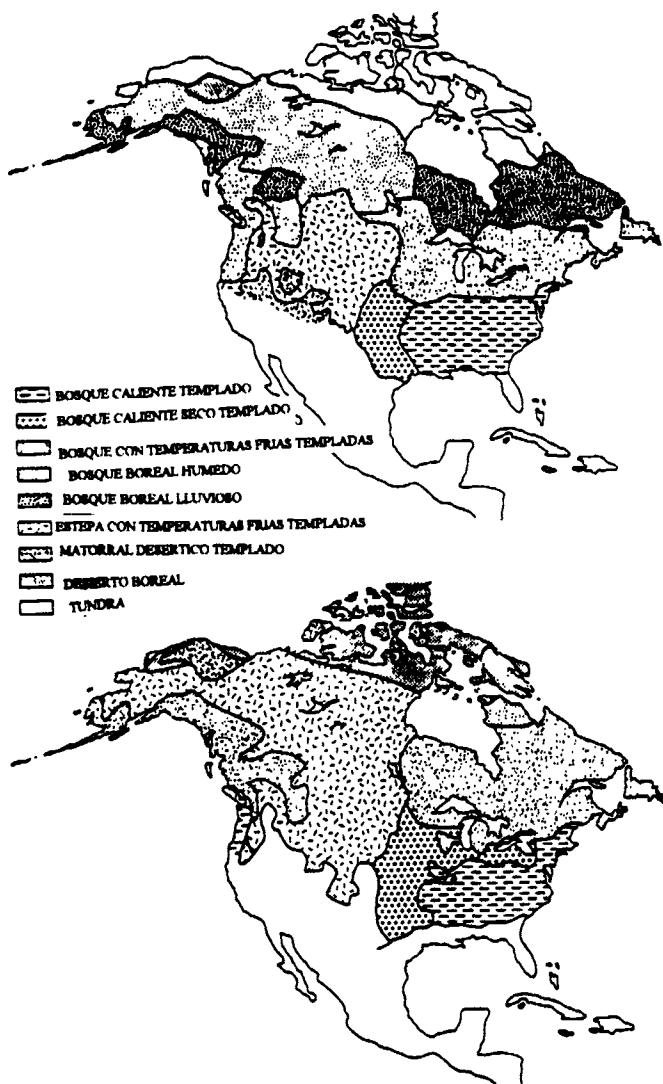 BOSQUE CALIENTE TEMPLADO
BOSQUE CALIENTE SECO TEMPLADO
BOSQUE CON TEMPERATURAS FRIAS TEMPLADAS
BOSQUE BOREAL HUMEDO
BOSQUE BOREAL LLUVIOSO
ESTEPA CON TEMPERATURAS FRIAS TEMPLADAS
MATORRAL DESERTICO TEMPLADO
DESIERTO BOREAL
TUNDRA